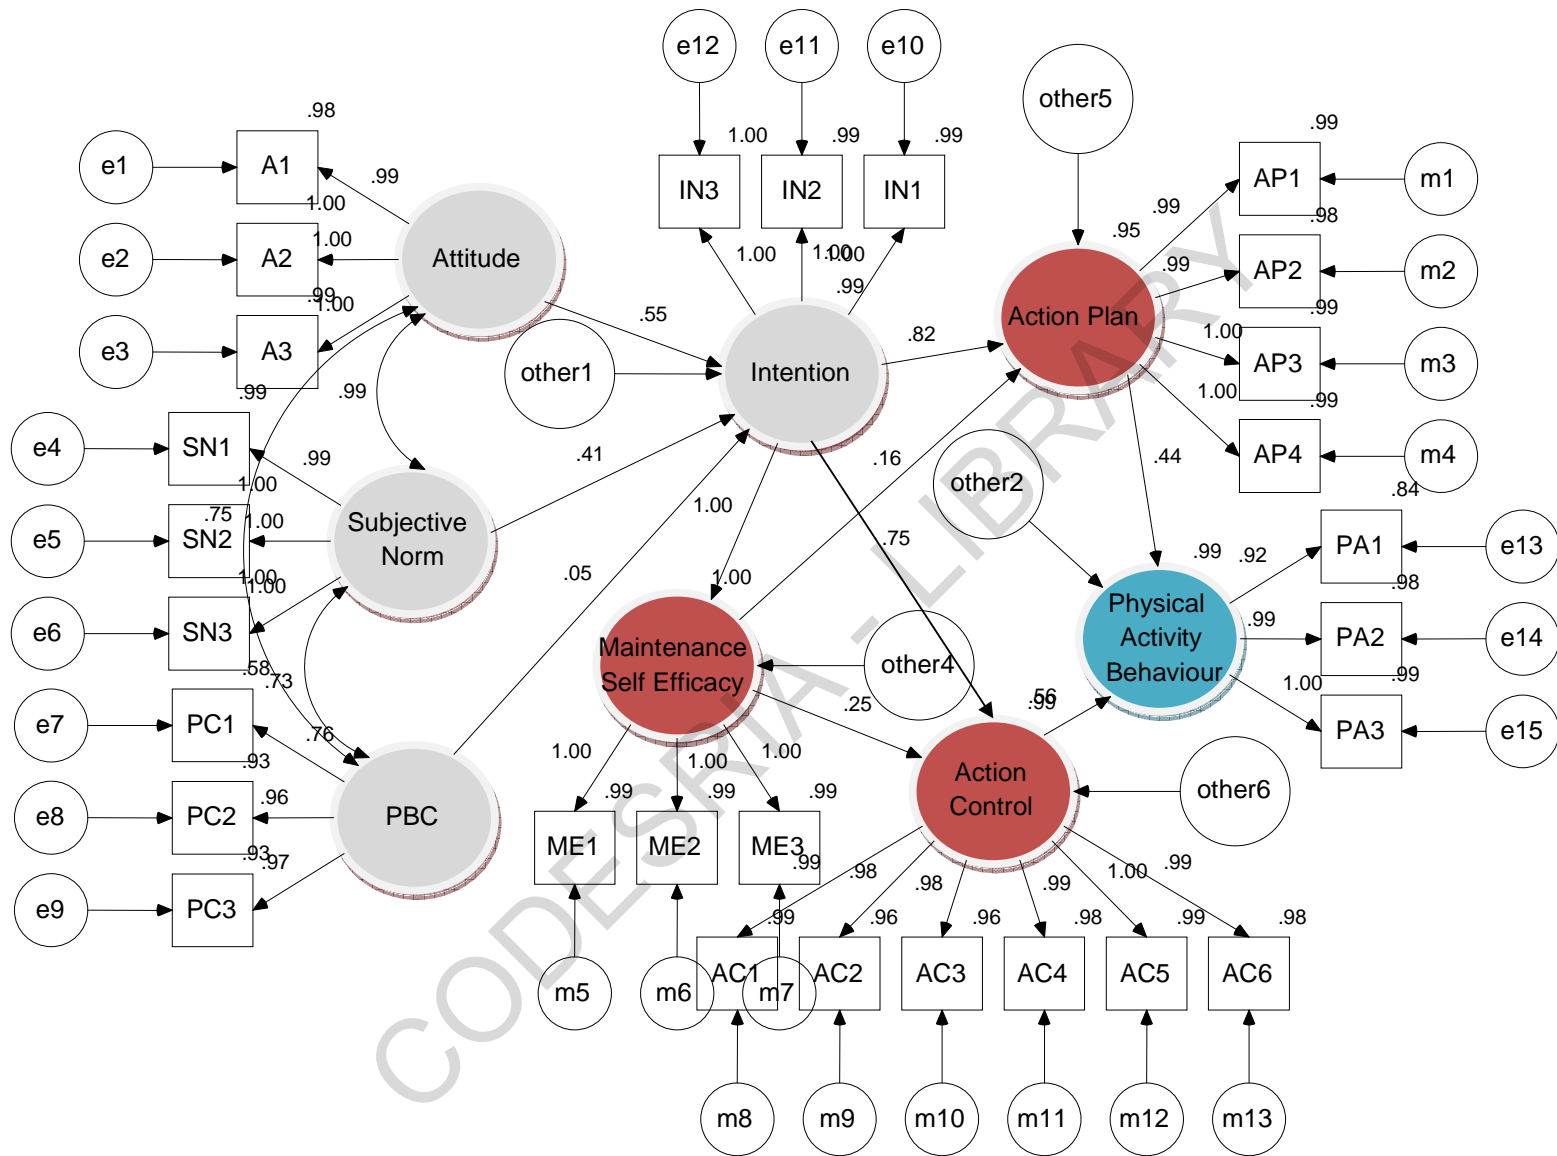 e12
e11
e10
other5
.98
1.00
.99
.99
.99
e1
A1
.99
IN3
IN2
IN1
AP1
m1
1.00
.99
.98
e2
A2
1.00
Attitude
1.00
1.00
1.00
.95
.99
AP2
m2
.99
1.00
.99
.99
e3
A3
.55
other1
Intention
.82
Action Plan
1.00
AP3
m3
.99
.99
1.00
.99
e4
SN1
.99
.41
.16
other2
.44
AP4
m4
1.00
.84
e5
SN2
.75
1.00
Subjective
Norm
1.00
.75
.99
.92
PA1
e13
1.00
1.00
.05
1.00
.98
e6
SN3
Maintenance
Self Efficacy
other4
Physical
Activity
Behaviour
.99
PA2
e14
.58
.73
.25
.56
.99
1.00
.99
e7
PC1
.76
1.00
1.00
1.00
PA3
e15
.93
Action
Control
other6
e8
PC2
.96
PBC
.99
.99
.99
.93
.97
ME1
ME2
ME3
.99
.98
.98
.99
1.00
.99
e9
PC3
.99
.96
.96
.98
.99
.98
m5
m6
AC1
m7
AC2
AC3
AC4
AC5
AC6
m8
m9
m10
m11
m12
m13
CODESRIA - LIBRARY